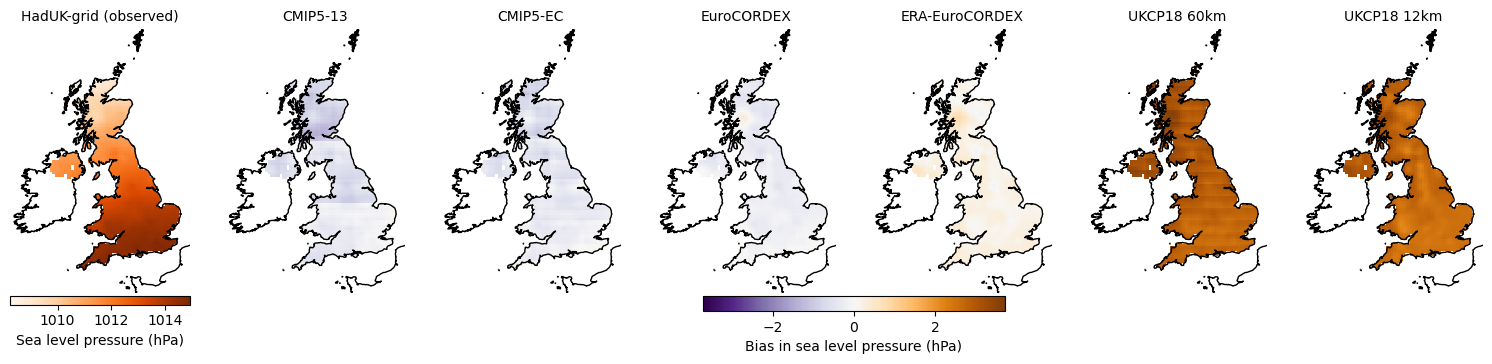 HadUK-grid (observed) CMIP5-13 CMIP5-EC EuroCORDEX ERA-EuroCORDEX UKCP18 60km UKCP18 12km
1010 1012 1014
Sea level pressure (hPa)
−2 0 2
Bias in sea level pressure (hPa)